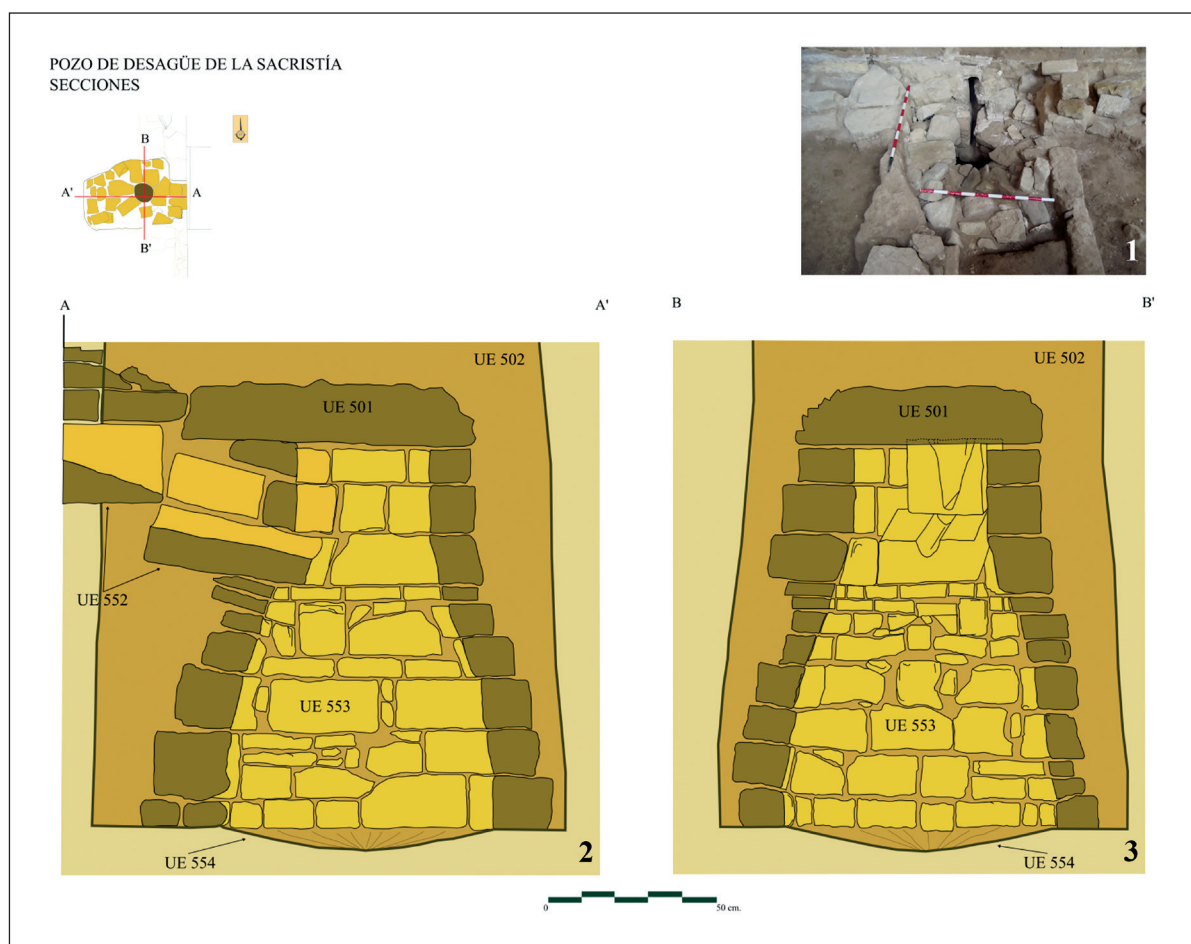 POZO DE DESAGÜE DE LA SACRISTÍA
SECCIONES
B
A' A
B'
1
A A' B B'
UE 502 UE 502
UE 501 UE 501
UE 552
UE 553 UE 553
UE 554 2 3 UE 554
0 50 cm.